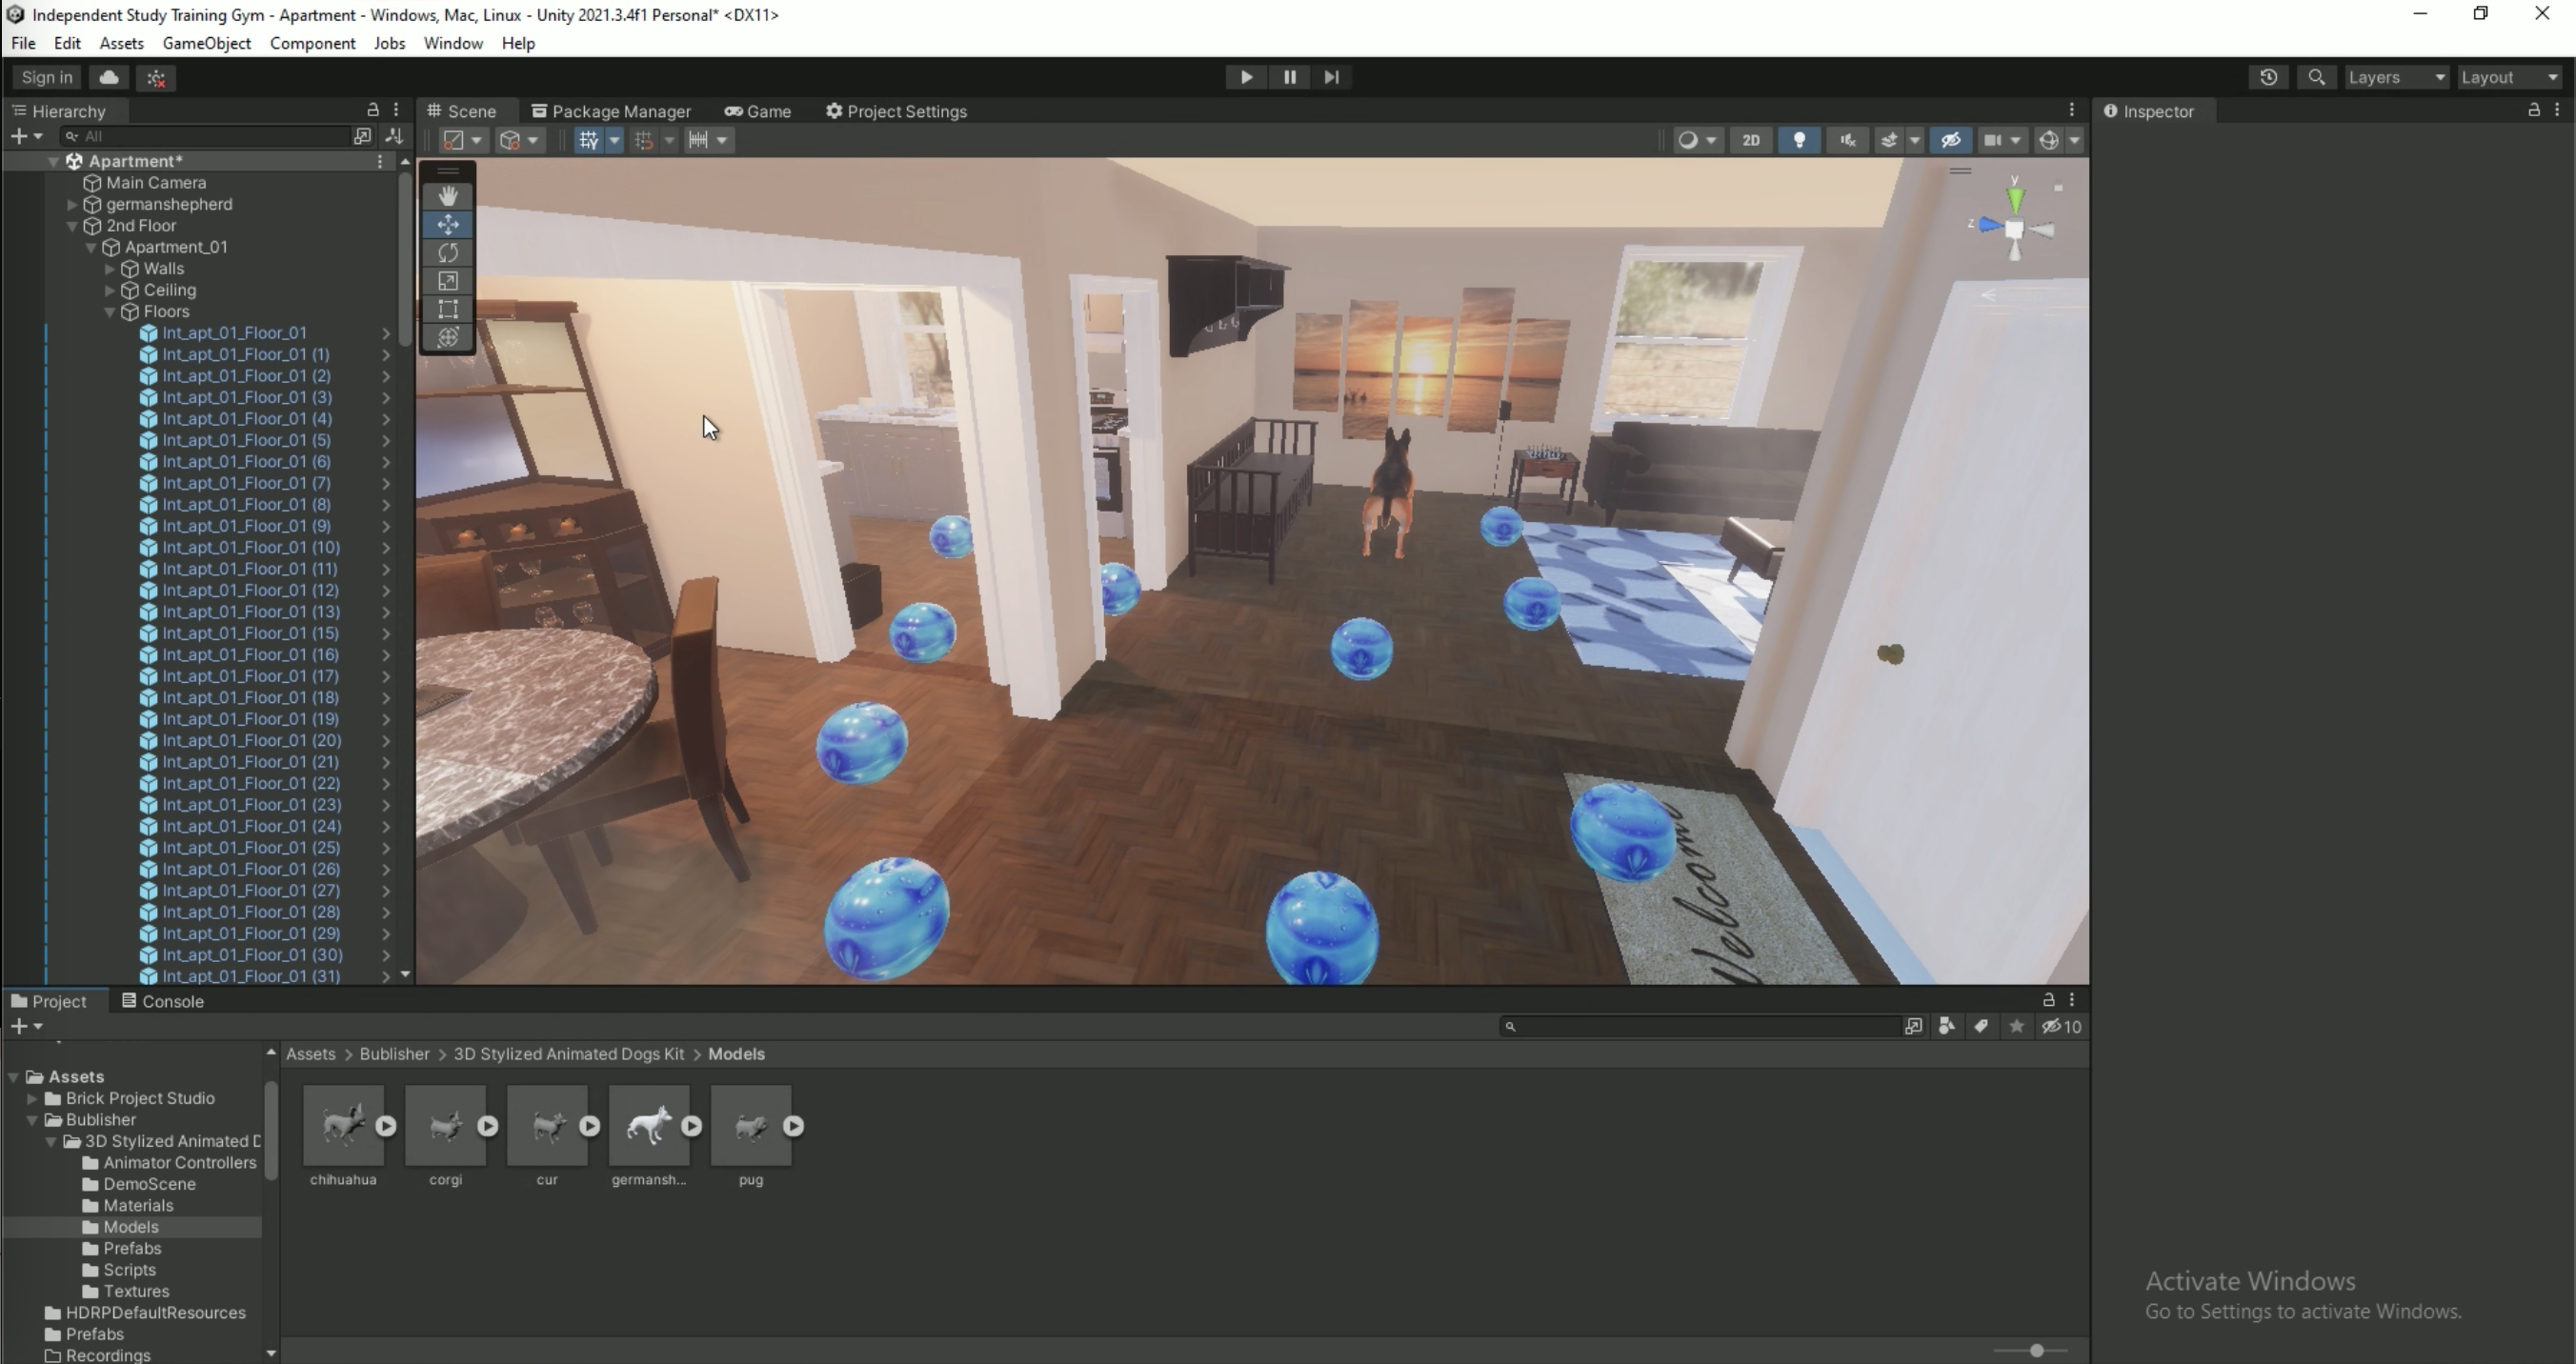 Independent Study Training Gym - Apartment - Windows, Mac, Linux - Unity 2021.3.4f1 Personal* <DX11>
File Edit Assets GameObject Component Jobs Window Help
Sign in
Layers
Layout
Hierarchy
Scene
Package Manager
Game
Project Settings
Inspector
All
2D
Apartment*
Main Camera
germanshepherd
2nd Floor
Apartment_01
Walls
Ceiling
Floors
Int_apt_01_Floor_01
Int_apt_01_Floor_01 (1)
Int_apt_01_Floor_01 (2)
Int_apt_01_Floor_01 (3)
Int_apt_01_Floor_01 (4)
Int_apt_01_Floor_01 (5)
Int_apt_01_Floor_01 (6)
Int_apt_01_Floor_01 (7)
Int_apt_01_Floor_01 (8)
Int_apt_01_Floor_01 (9)
Int_apt_01_Floor_01 (10)
Int_apt_01_Floor_01 (11)
Int_apt_01_Floor_01 (12)
Int_apt_01_Floor_01 (13)
Int_apt_01_Floor_01 (15)
Int_apt_01_Floor_01 (16)
Int_apt_01_Floor_01 (17)
Int_apt_01_Floor_01 (18)
Int_apt_01_Floor_01 (19)
Int_apt_01_Floor_01 (20)
Int_apt_01_Floor_01 (21)
Int_apt_01_Floor_01 (22)
Int_apt_01_Floor_01 (23)
Int_apt_01_Floor_01 (24)
Int_apt_01_Floor_01 (25)
Int_apt_01_Floor_01 (26)
Int_apt_01_Floor_01 (27)
Int_apt_01_Floor_01 (28)
Int_apt_01_Floor_01 (29)
Int_apt_01_Floor_01 (30)
Int_apt_01_Floor_01 (31)
y
z
Welcome
Project
Console
10
Assets > Bublisher > 3D Stylized Animated Dogs Kit > Models
Assets
Brick Project Studio
Bublisher
3D Stylized Animated D
Animator Controllers
DemoScene
Materials
Models
Prefabs
Scripts
Textures
HDRPDefaultResources
Prefabs
Recordings
chihuahua
corgi
cur
germansh...
pug
Activate Windows
Go to Settings to activate Windows.